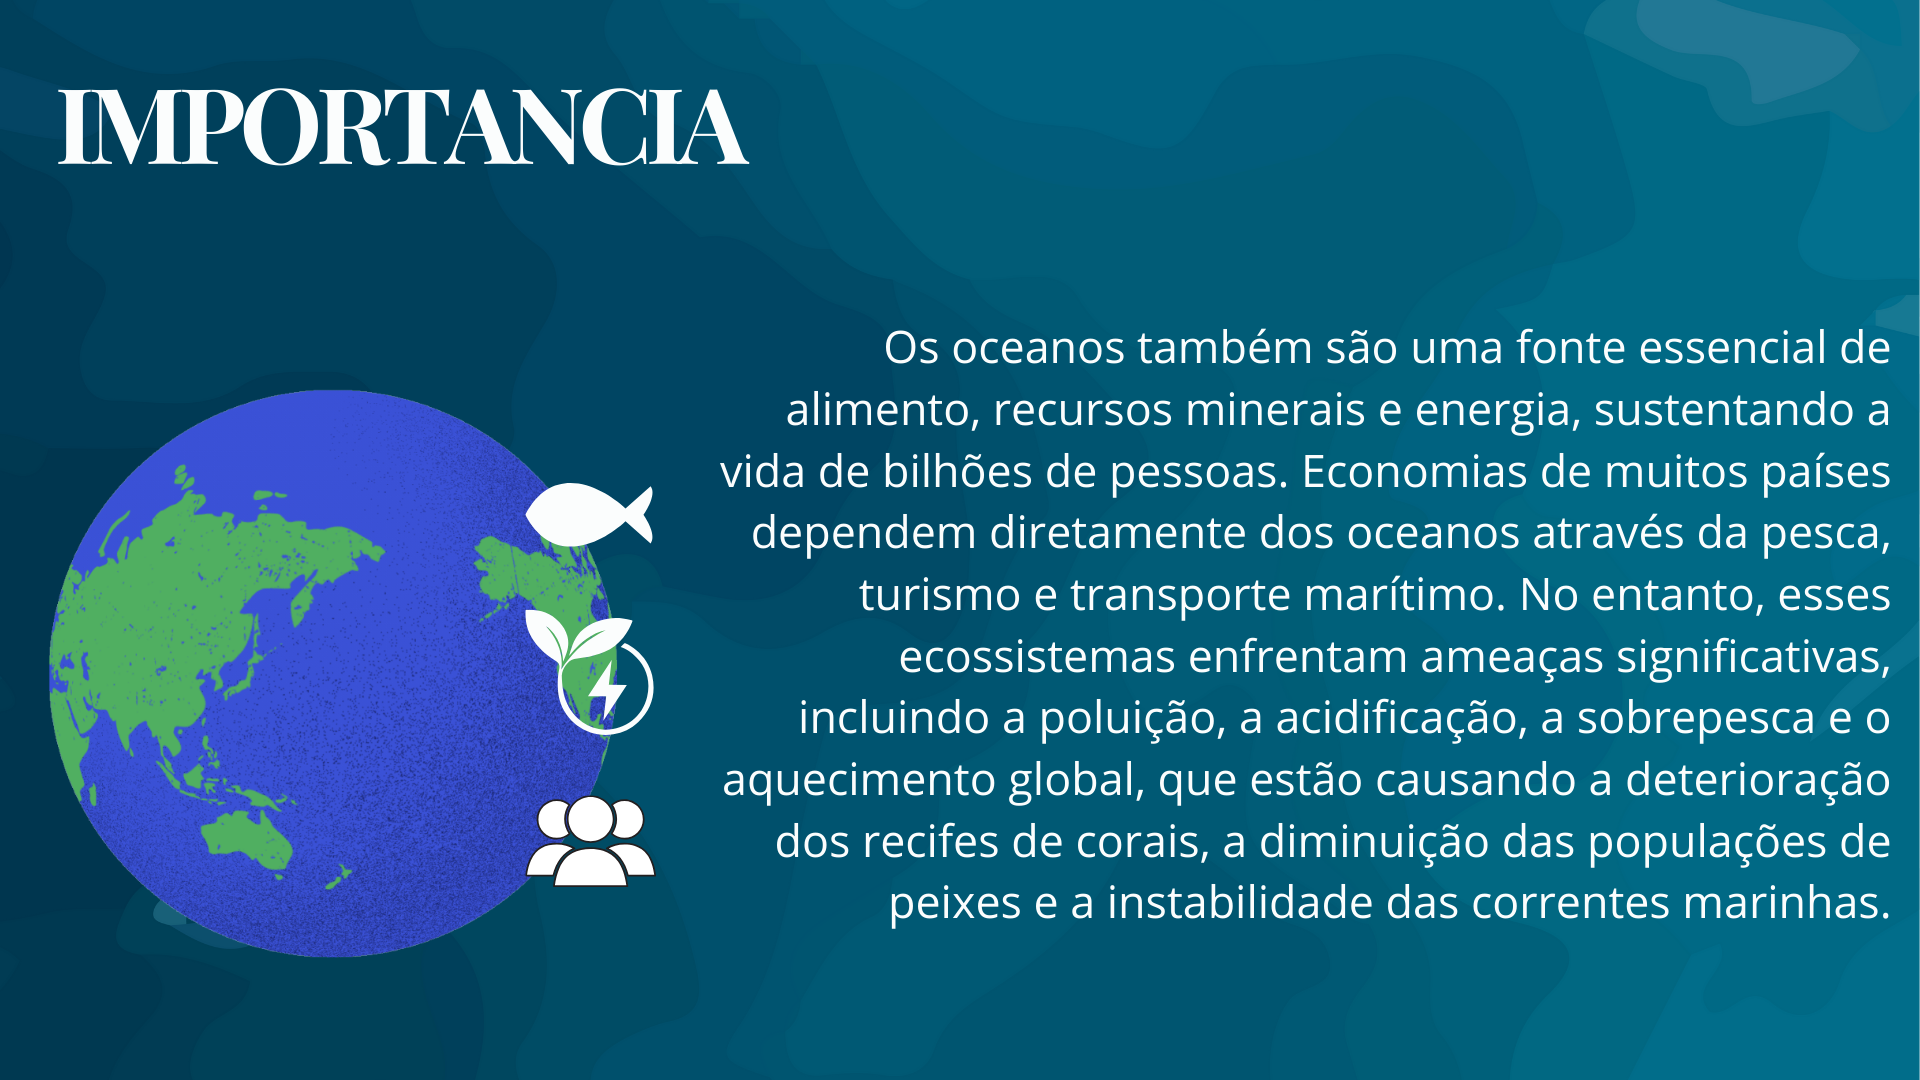 IMPORTANCIA
Os oceanos também são uma fonte essencial de
alimento, recursos minerais e energia, sustentando a
vida de bilhões de pessoas. Economias de muitos países
dependem diretamente dos oceanos através da pesca,
turismo e transporte marítimo. No entanto, esses
ecossistemas enfrentam ameaças significativas,
incluindo a poluição, a acidificação, a sobrepesca e o
aquecimento global, que estão causando a deterioração
dos recifes de corais, a diminuição das populações de
peixes e a instabilidade das correntes marinhas.